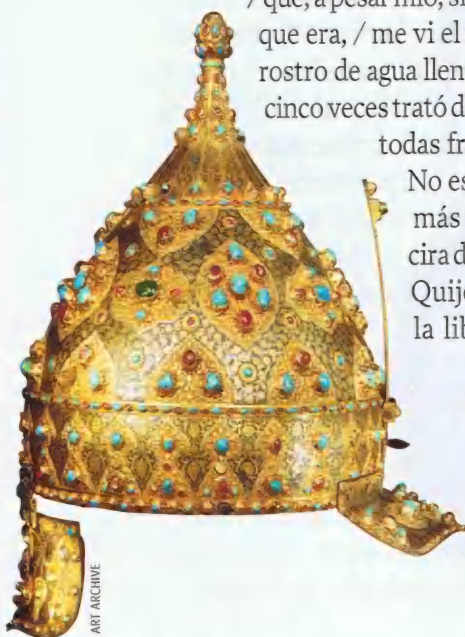 / que, a pesar mío, si
que era, / me vi el
rostro de agua llen
cinco veces trató d
todas fr
No es
más
cira d
Quijo
la lib
ART ARCHIVE